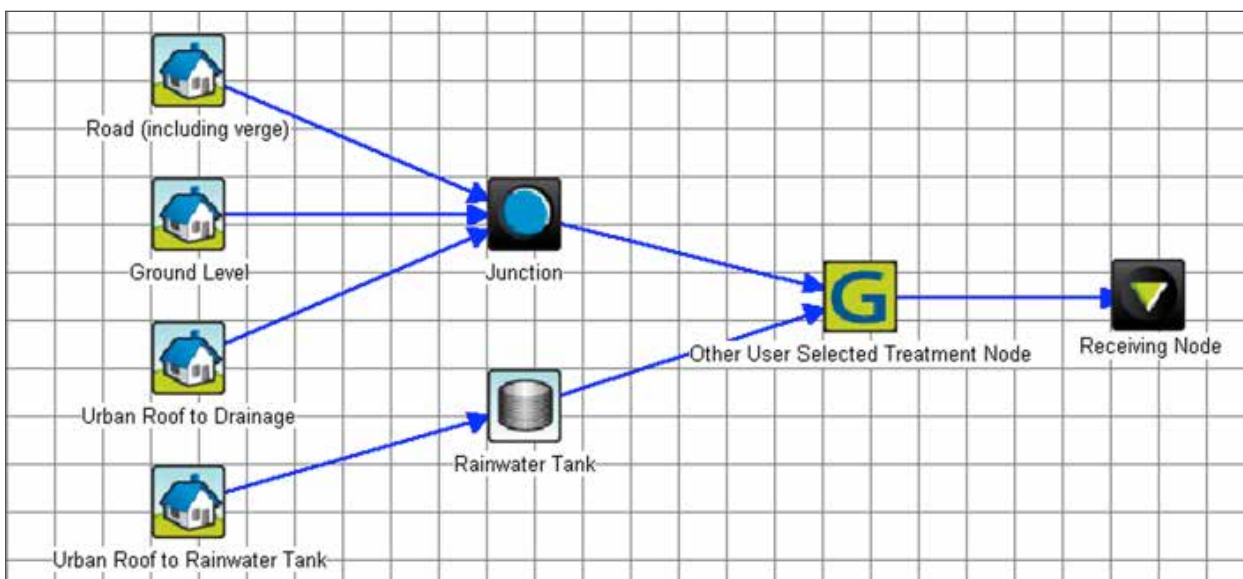 Road (including verge)
Ground Level
Junction
G
Other User Selected Treatment Node
Receiving Node
Urban Roof to Drainage
Rainwater Tank
Urban Roof to Rainwater Tank